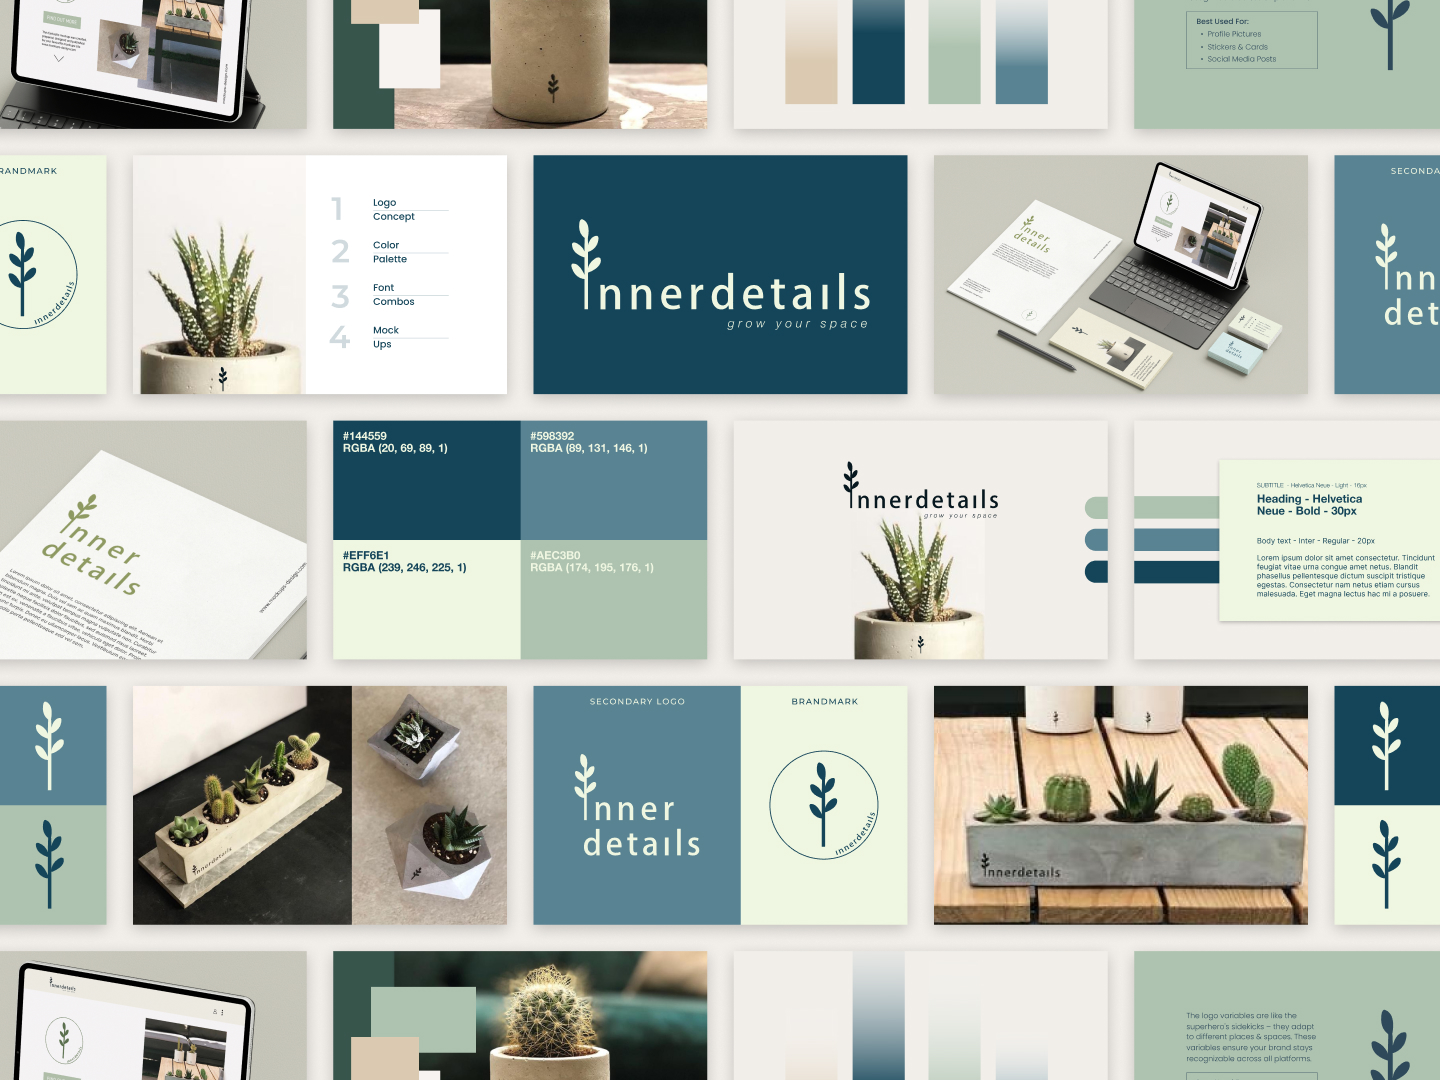 FIND OUT HERE
Best Used For:
• Profile Pictures
• Stickers & Cards
• Social Media Posts
RANDMARK
innerdetails
1 Logo
Concept
2 Color
Palette
3 Font
Combos
4 Mock
Ups
innerdetails
grow your space
inner
details
SECONDA
inn
det
inner
details
www.mockups-design.com
#144559
RGBA (20, 69, 89, 1)
#598392
RGBA (89, 131, 146, 1)
#EFF6E1
RGBA (239, 246, 225, 1)
#AEC3B0
RGBA (174, 195, 176, 1)
innerdetails
grow your space
SUBTITLE - Helvetica Neue - Light - 16px
Heading - Helvetica
Neue - Bold - 30px
Body text - Inter - Regular - 20px
Lorem ipsum dolor sit amet consectetur. Tincidunt
feugiat vitae urna congue amet netus. Blandit
phasellus pellentesque dictum suscipit tristique
egestas. Consectetur nam netus etiam cursus
malesuada. Eget magna lectus hac mi a posuere.
innerdetails
SECONDARY LOGO
inner
details
BRANDMARK
innerdetails
innerdetails
innerdetails
The logo variables are like the
superhero's sidekicks – they adapt
to different places & spaces. These
variables ensure your brand stays
recognizable across all platforms.